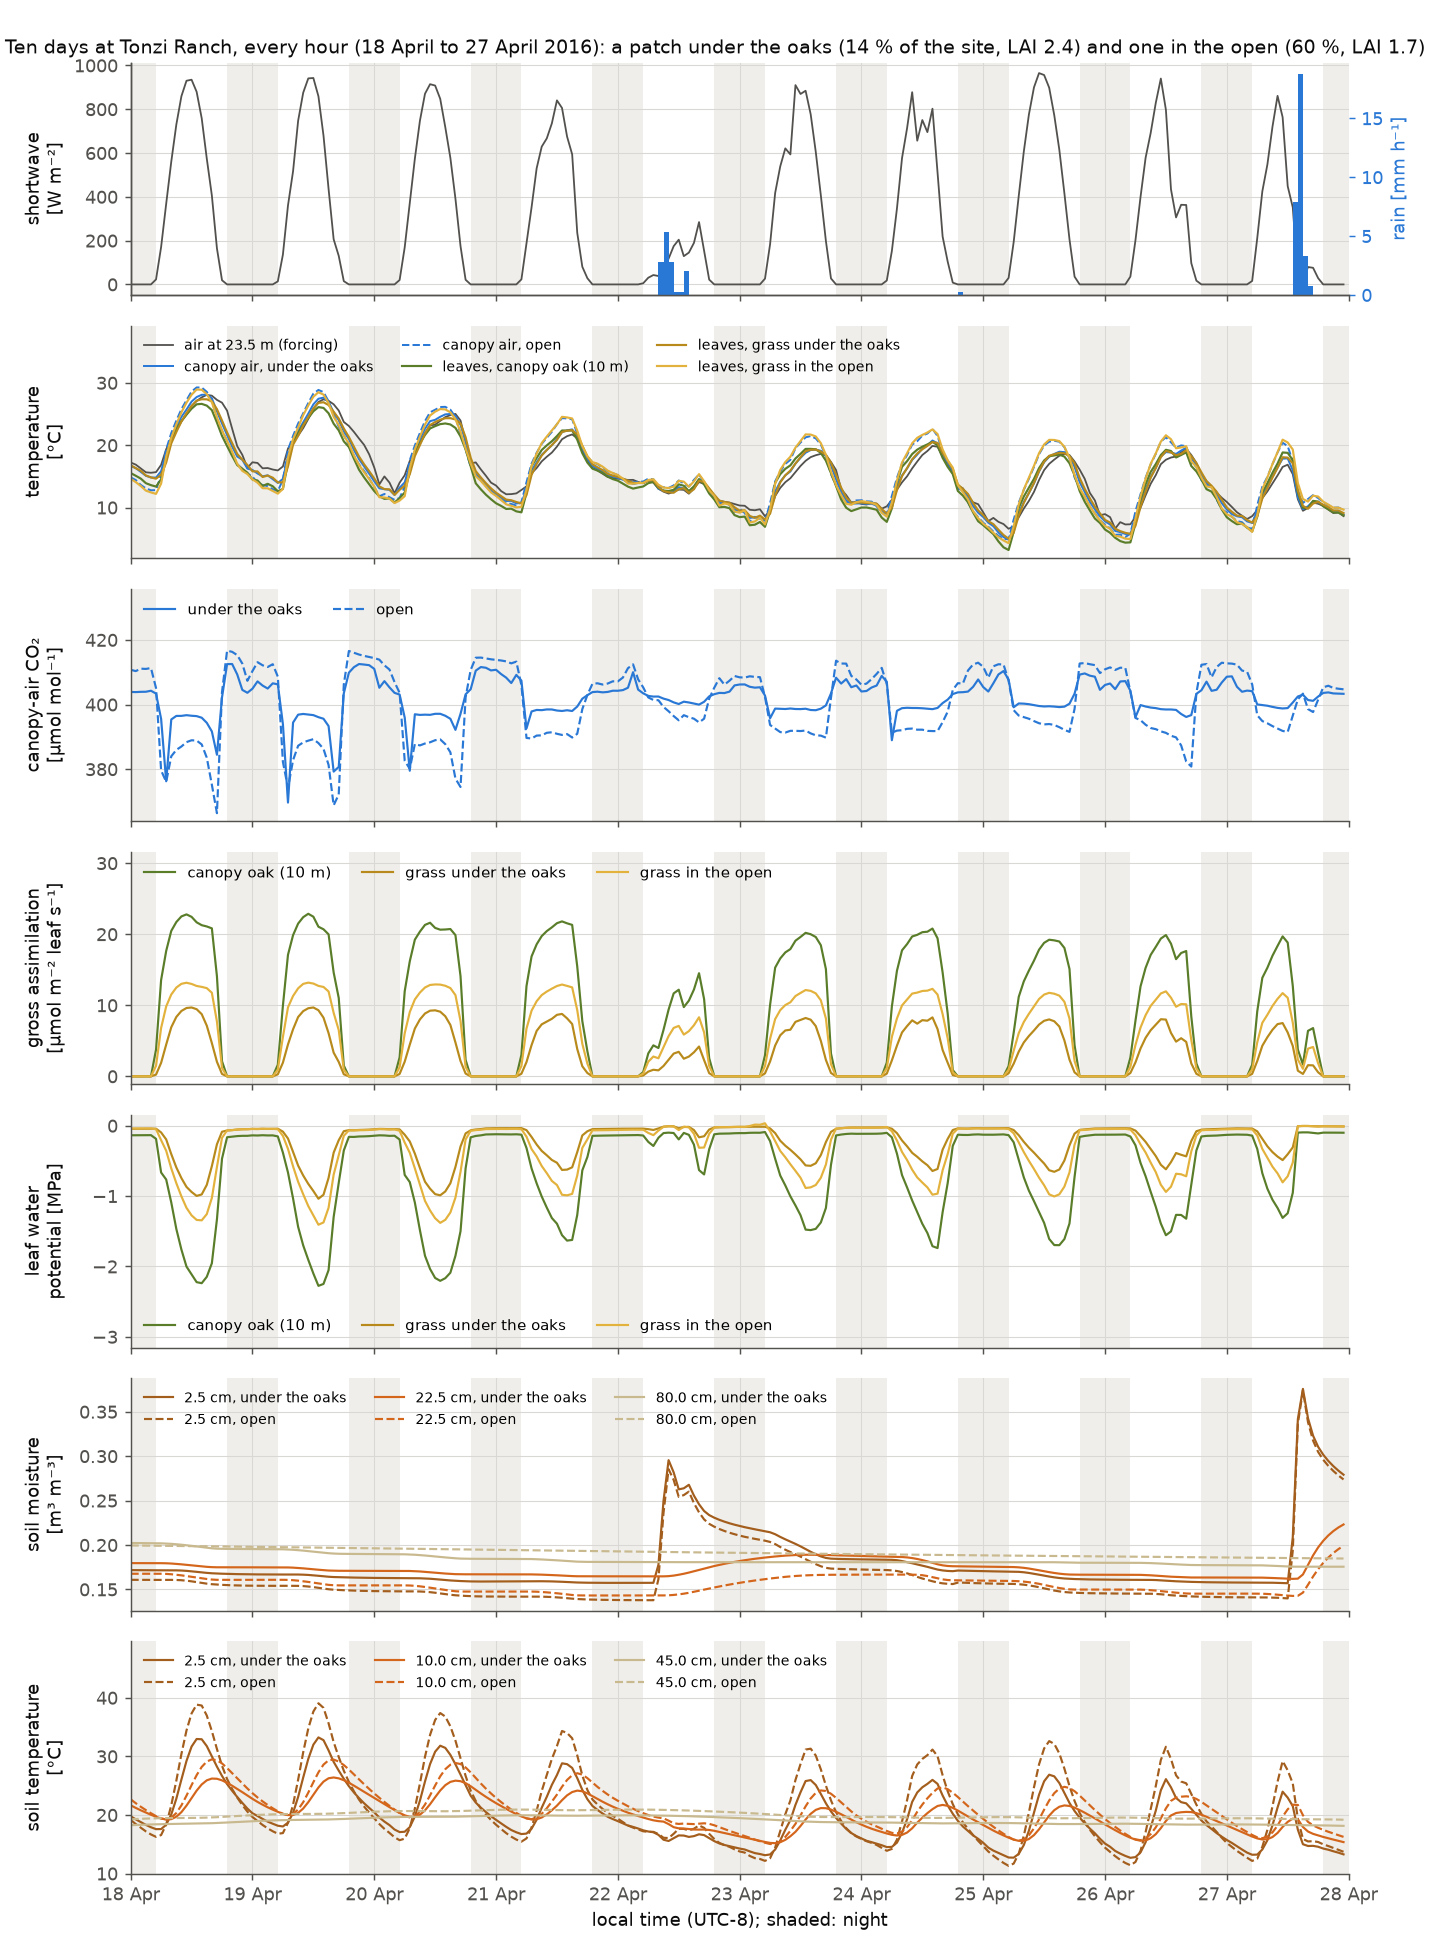 Ten days at Tonzi Ranch, every hour (18 April to 27 April 2016): a patch under the oaks (14 % of the site, LAI 2.4) and one in the open (60 %, LAI 1.7)
shortwave
[W m⁻²]
1000
800
600
400
200
0
15
10
5
0
rain [mm h⁻¹]
temperature
[°C]
30
20
10
air at 23.5 m (forcing)
canopy air, under the oaks
canopy air, open
leaves, canopy oak (10 m)
leaves, grass under the oaks
leaves, grass in the open
canopy-air CO₂
[µmol mol⁻¹]
420
400
380
under the oaks
open
gross assimilation
[µmol m⁻² leaf s⁻¹]
30
20
10
0
canopy oak (10 m)
grass under the oaks
grass in the open
leaf water
potential [MPa]
0
−1
−2
−3
canopy oak (10 m)
grass under the oaks
grass in the open
soil moisture
[m³ m⁻³]
0.35
0.30
0.25
0.20
0.15
2.5 cm, under the oaks
2.5 cm, open
22.5 cm, under the oaks
22.5 cm, open
80.0 cm, under the oaks
80.0 cm, open
soil temperature
[°C]
40
30
20
10
2.5 cm, under the oaks
2.5 cm, open
10.0 cm, under the oaks
10.0 cm, open
45.0 cm, under the oaks
45.0 cm, open
18 Apr
19 Apr
20 Apr
21 Apr
22 Apr
23 Apr
24 Apr
25 Apr
26 Apr
27 Apr
28 Apr
local time (UTC-8); shaded: night